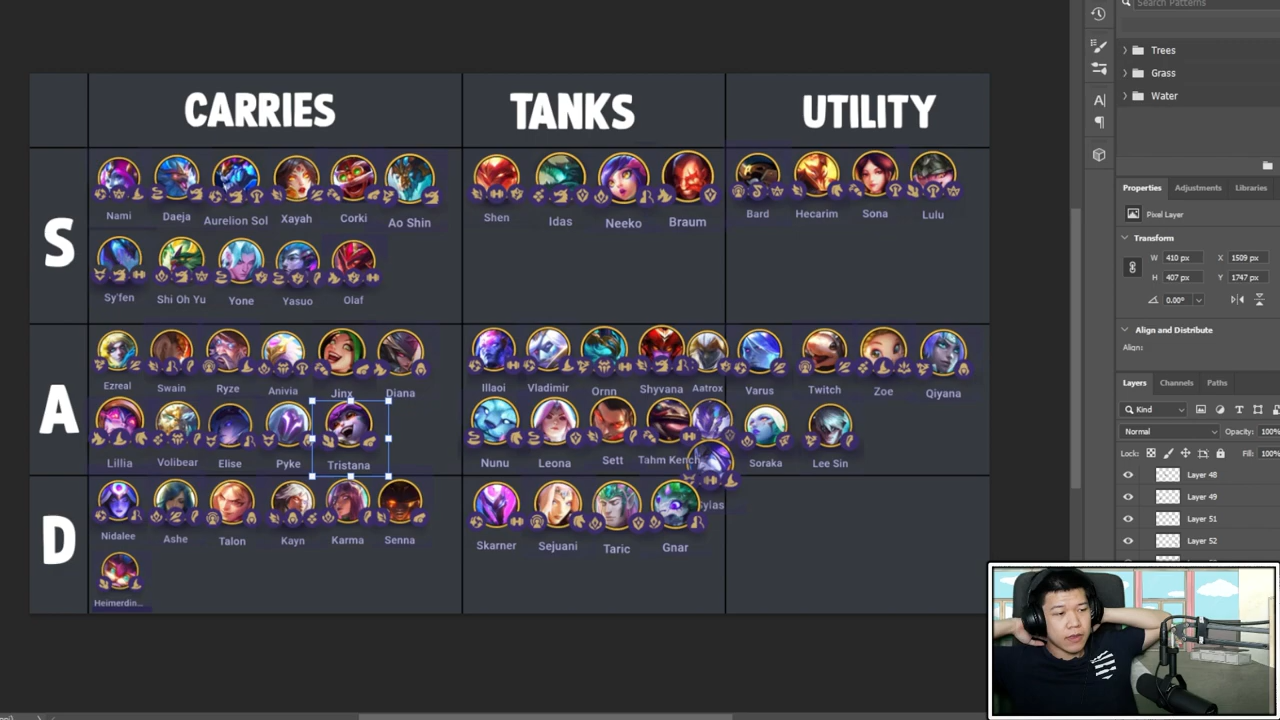 Search Patterns
Trees
Grass
Water
CARRIES TANKS UTILITY
S
Nami Daeja Aurelion Sol Xayah Corki Ao Shin Shen Idas Neeko Braum Bard Hecarim Sona Lulu
Sy'fen Shi Oh Yu Yone Yasuo Olaf
A
Ezreal Swain Ryze Anivia Jinx Diana Illaoi Vladimir Ornn Shyvana Aatrox Varus Twitch Zoe Qiyana
Lillia Volibear Elise Pyke Tristana Nunu Leona Sett Tahm Kench Soraka Lee Sin
D
Nidalee Ashe Talon Kayn Karma Senna Skarner Sejuani Taric Gnar
Heimerdin...
Properties Adjustments Libraries
Pixel Layer
Transform
W 410 px X 1509 px
H 407 px Y 1747 px
0.00°
Align and Distribute
Align:
Layers Channels Paths
Kind
Normal Opacity: 100%
Lock: Fill: 100%
Layer 48
Layer 49
Layer 51
Layer 52